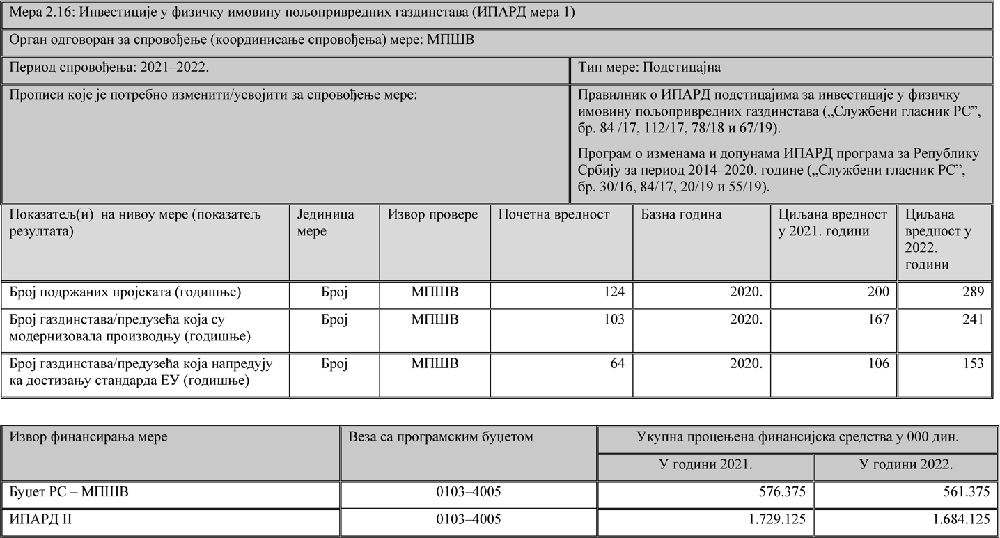 Мера 2.16: Инвестиције у физичку имовину пољопривредних газдинстава (ИПАРД мера 1)
Орган одговоран за спровођење (координисање спровођења) мере: МПШВ
Период спровођења: 2021–2022.
Тип мере: Подстицајна
Прописи које је потребно изменити/усвојити за спровођење мере:
Правилник о ИПАРД подстицајима за инвестиције у физичку
имовину пољопривредних газдинстава („Службени гласник РС”,
бр. 84 /17, 112/17, 78/18 и 67/19).
Програм о изменама и допунама ИПАРД програма за Републику
Србију за период 2014–2020. године („Службени гласник РС”,
бр. 30/16, 84/17, 20/19 и 55/19).
Показатељ(и) на нивоу мере (показатељ
резултата)
Јединица
мере
Извор провере
Почетна вредност
Базна година
Циљана вредност
у 2021. години
Циљана
вредност у
2022.
години
Број подржаних пројеката (годишње) Број МПШВ 124 2020. 200 289
Број газдинстава/предузећа која су
модернизовала производњу (годишње)
Број МПШВ 103 2020. 167 241
Број газдинстава/предузећа која напредују
ка достизању стандарда ЕУ (годишње)
Број МПШВ 64 2020. 106 153
Извор финансирања мере
Веза са програмским буџетом
Укупна процењена финансијска средства у 000 дин.
У години 2021. У години 2022.
Буџет РС – МПШВ 0103–4005 576.375 561.375
ИПАРД II 0103–4005 1.729.125 1.684.125